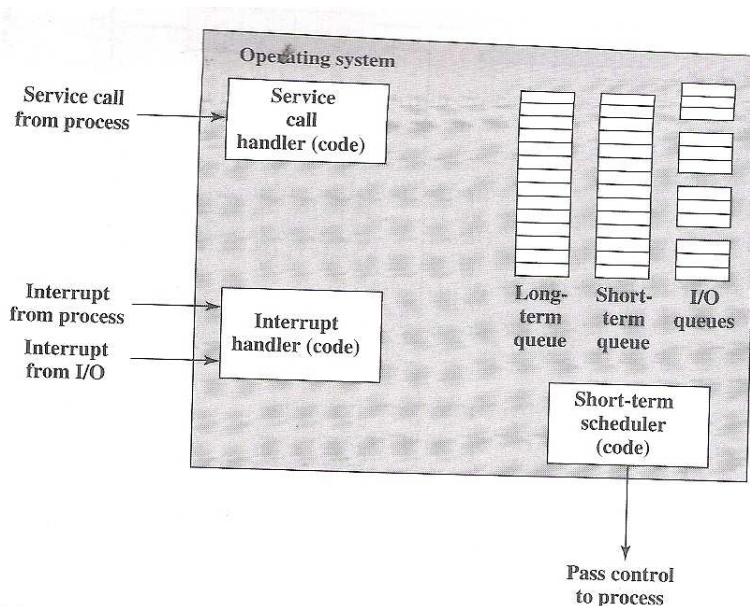 Operating system
Service call
from process
Service
call
handler (code)
Interrupt
from process
Interrupt
from I/O
Interrupt
handler (code)
Long-
term
queue
Short-
term
queue
I/O
queues
Short-term
scheduler
(code)
Pass control
to process